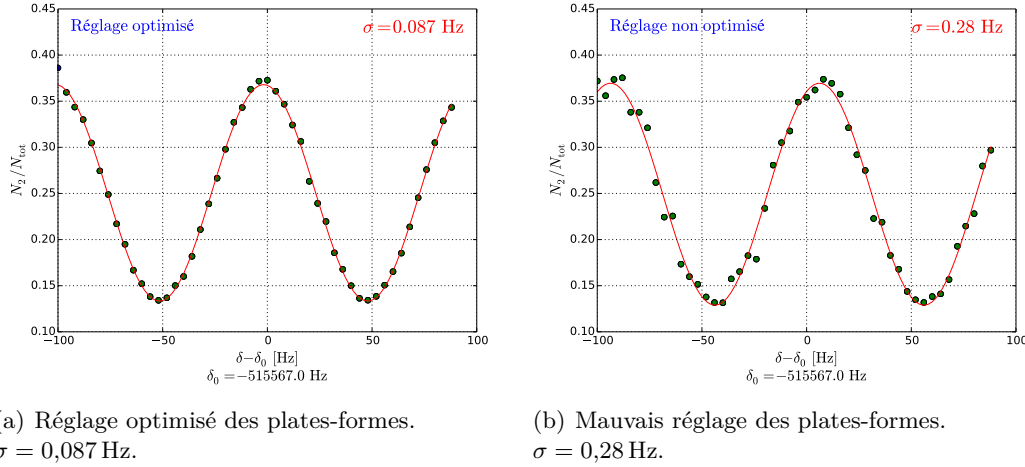 Réglage optimisé
σ=0.087 Hz
0.45
0.40
0.35
0.30
0.25
0.20
0.15
0.10
N₂/Nₜₒₜ
−100
−50
0
50
100
δ−δ₀ [Hz]
δ₀ =−515567.0 Hz
Réglage non optimisé
σ=0.28 Hz
0.45
0.40
0.35
0.30
0.25
0.20
0.15
0.10
N₂/Nₜₒₜ
−100
−50
0
50
100
δ−δ₀ [Hz]
δ₀ =−515567.0 Hz
a) Réglage optimisé des plates-formes.
σ = 0,087 Hz.
(b) Mauvais réglage des plates-formes.
σ = 0,28 Hz.